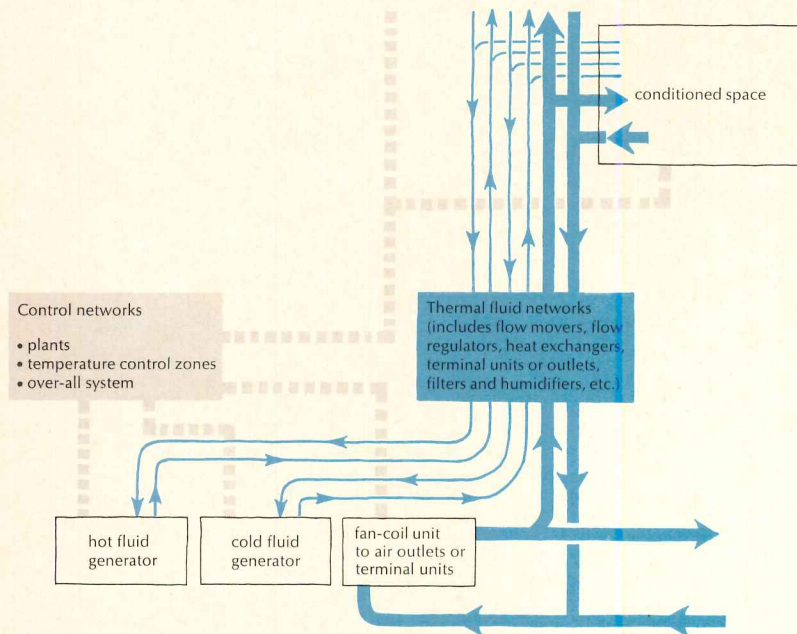 conditioned space
Control networks
• plants
• temperature control zones
• over-all system
Thermal fluid networks
(includes flow movers, flow
regulators, heat exchangers,
terminal units or outlets,
filters and humidifiers, etc.)
hot fluid
generator
cold fluid
generator
fan-coil unit
to air outlets or
terminal units